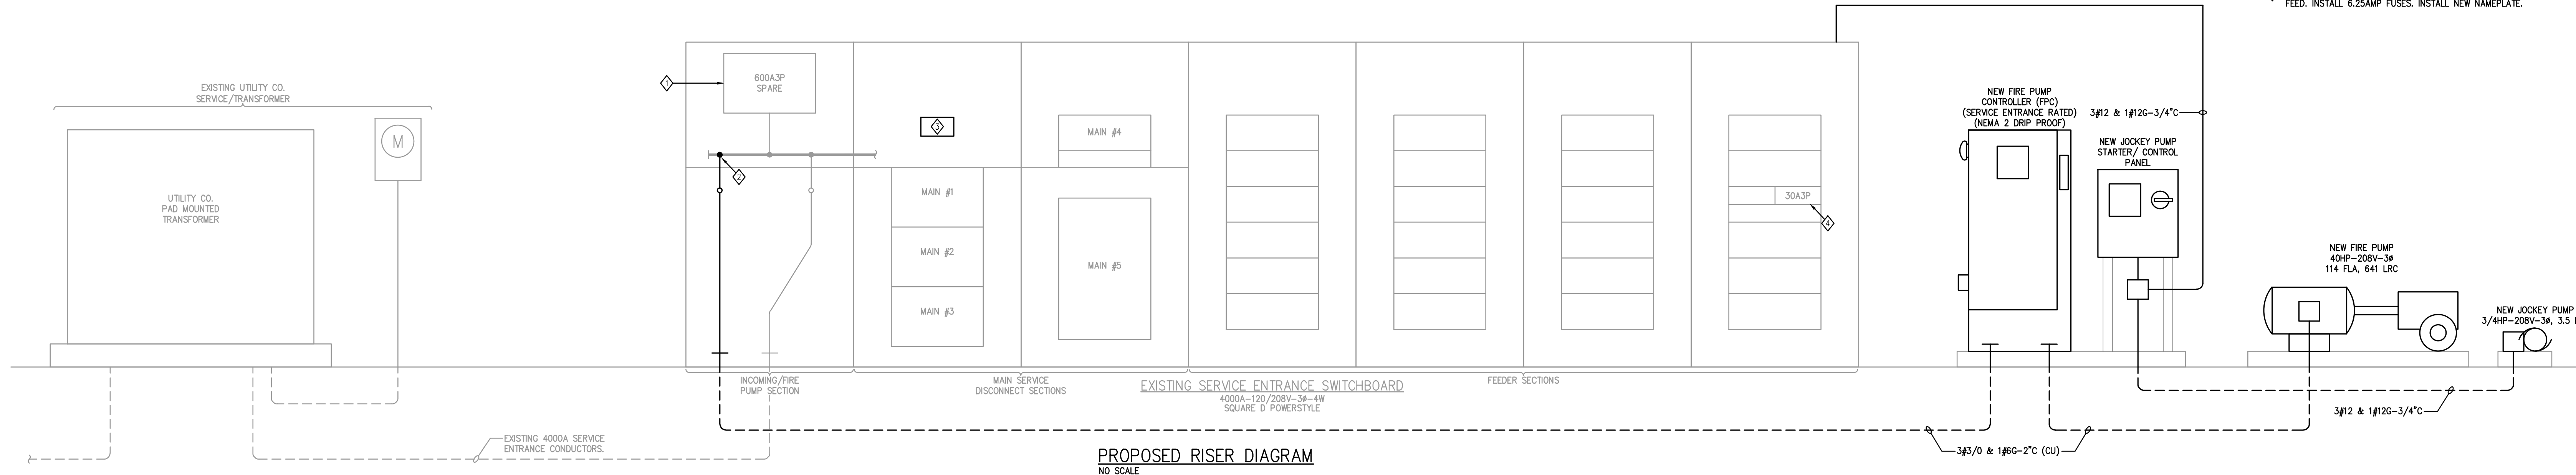 FEED. INSTALL 6.25AMP FUSES. INSTALL NEW NAMEPLATE.
EXISTING UTILITY CO.
SERVICE/TRANSFORMER
M
UTILITY CO.
PAD MOUNTED
TRANSFORMER
1
600A3P
SPARE
2
3
MAIN #1
MAIN #2
MAIN #3
MAIN #4
MAIN #5
30A3P
4
NEW FIRE PUMP
CONTROLLER (FPC)
(SERVICE ENTRANCE RATED)
(NEMA 2 DRIP PROOF)
3#12 & 1#12G-3/4"C
NEW JOCKEY PUMP
STARTER/ CONTROL
PANEL
NEW FIRE PUMP
40HP-208V-3ø
114 FLA, 641 LRC
NEW JOCKEY PUMP
3/4HP-208V-3ø, 3.5
INCOMING/FIRE
PUMP SECTION
MAIN SERVICE
DISCONNECT SECTIONS
EXISTING SERVICE ENTRANCE SWITCHBOARD
4000A-120/208V-3ø-4W
SQUARE D POWERSTYLE
FEEDER SECTIONS
3#12 & 1#12G-3/4"C
EXISTING 4000A SERVICE
ENTRANCE CONDUCTORS.
3#3/0 & 1#6G-2"C (CU)
PROPOSED RISER DIAGRAM
NO SCALE